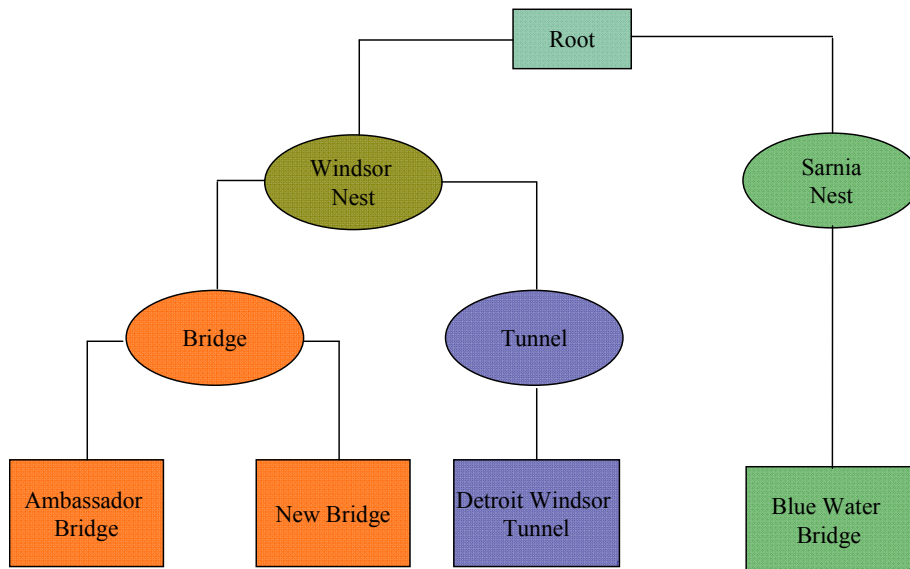 Root
Windsor
Nest
Sarnia
Nest
Bridge
Tunnel
Ambassador
Bridge
New Bridge
Detroit Windsor
Tunnel
Blue Water
Bridge